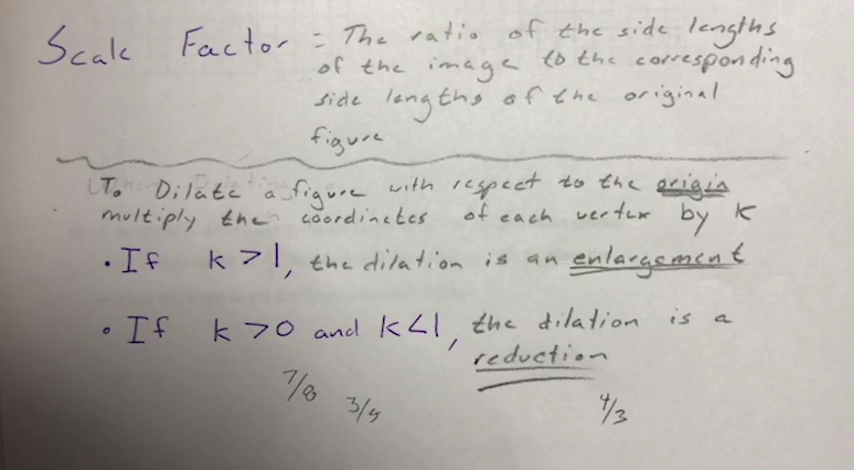 Scale Factor = The ratio of the side lengths
of the image to the corresponding
side lengths of the original
figure
To Dilate a figure with respect to the origin
multiply the coordinates of each vertex by k
• If k > 1, the dilation is an enlargement
• If k > 0 and k < 1, the dilation is a
reduction
7/8 4/3